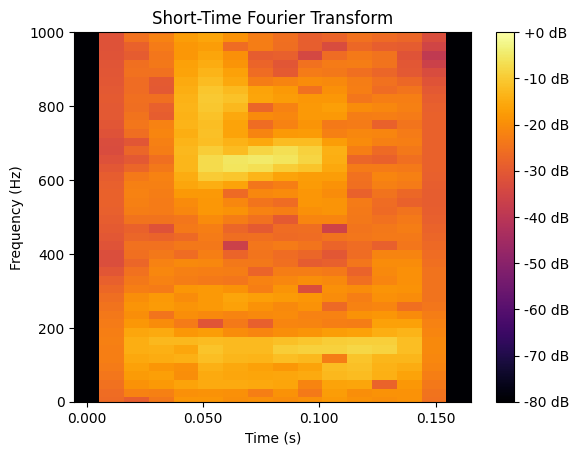 Short-Time Fourier Transform
1000
800
600
400
200
0
Frequency (Hz)
0.000
0.050
0.100
0.150
Time (s)
+0 dB
-10 dB
-20 dB
-30 dB
-40 dB
-50 dB
-60 dB
-70 dB
-80 dB